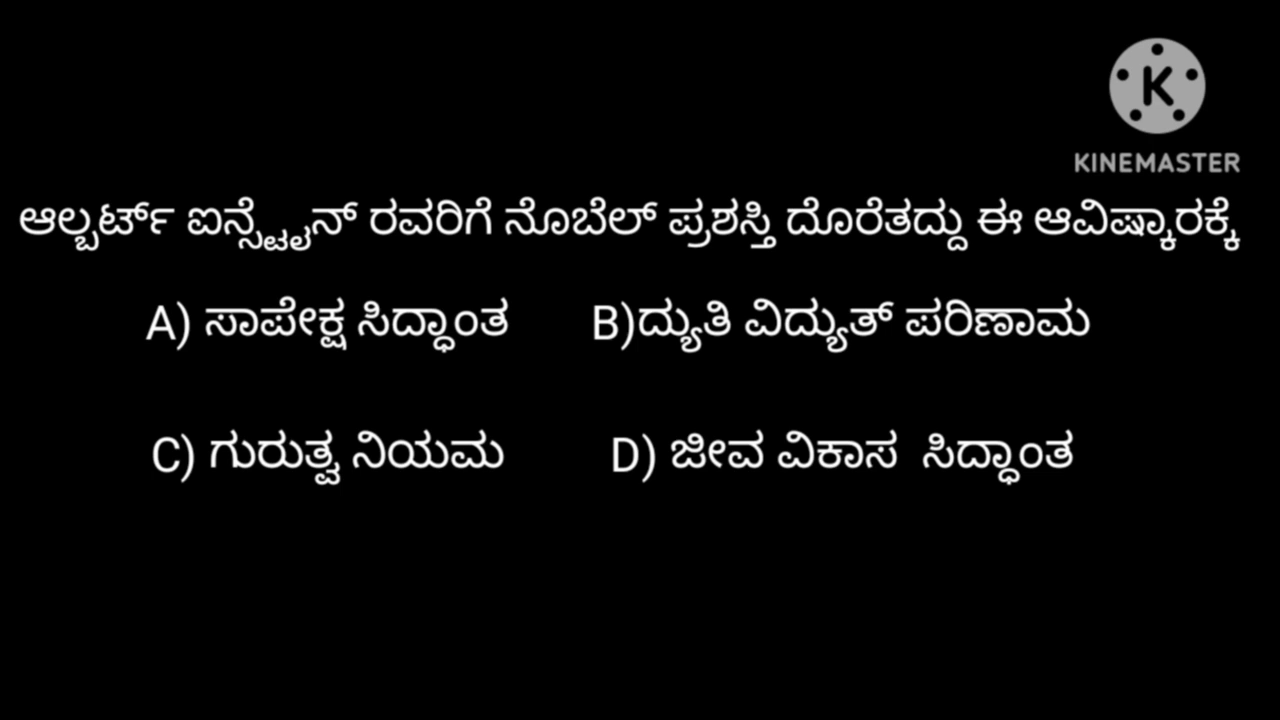 K
KINEMASTER
ಆಲ್ಬರ್ಟ್ ಐನ್ಸ್ಟೈನ್ ರವರಿಗೆ ನೊಬೆಲ್ ಪ್ರಶಸ್ತಿ ದೊರೆತದ್ದು ಈ ಆವಿಷ್ಕಾರಕ್ಕೆ
A) ಸಾಪೇಕ್ಷ ಸಿದ್ಧಾಂತ B)ದ್ಯುತಿ ವಿದ್ಯುತ್ ಪರಿಣಾಮ
C) ಗುರುತ್ವ ನಿಯಮ D) ಜೀವ ವಿಕಾಸ ಸಿದ್ಧಾಂತ